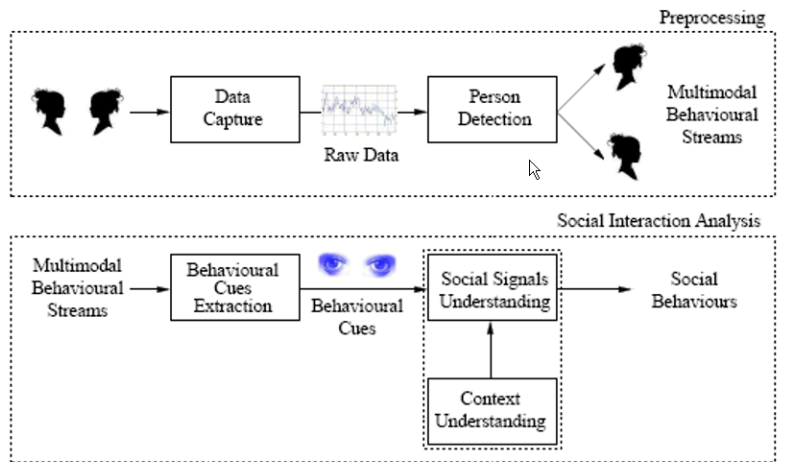 Preprocessing
Data
Capture
Raw Data
Person
Detection
Multimodal
Behavioural
Streams
Social Interaction Analysis
Multimodal
Behavioural
Streams
Behavioural
Cues
Extraction
Behavioural
Cues
Social Signals
Understanding
Context
Understanding
Social
Behaviours